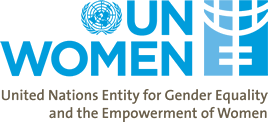 UN
WOMEN
United Nations Entity for Gender Equality
and the Empowerment of Women